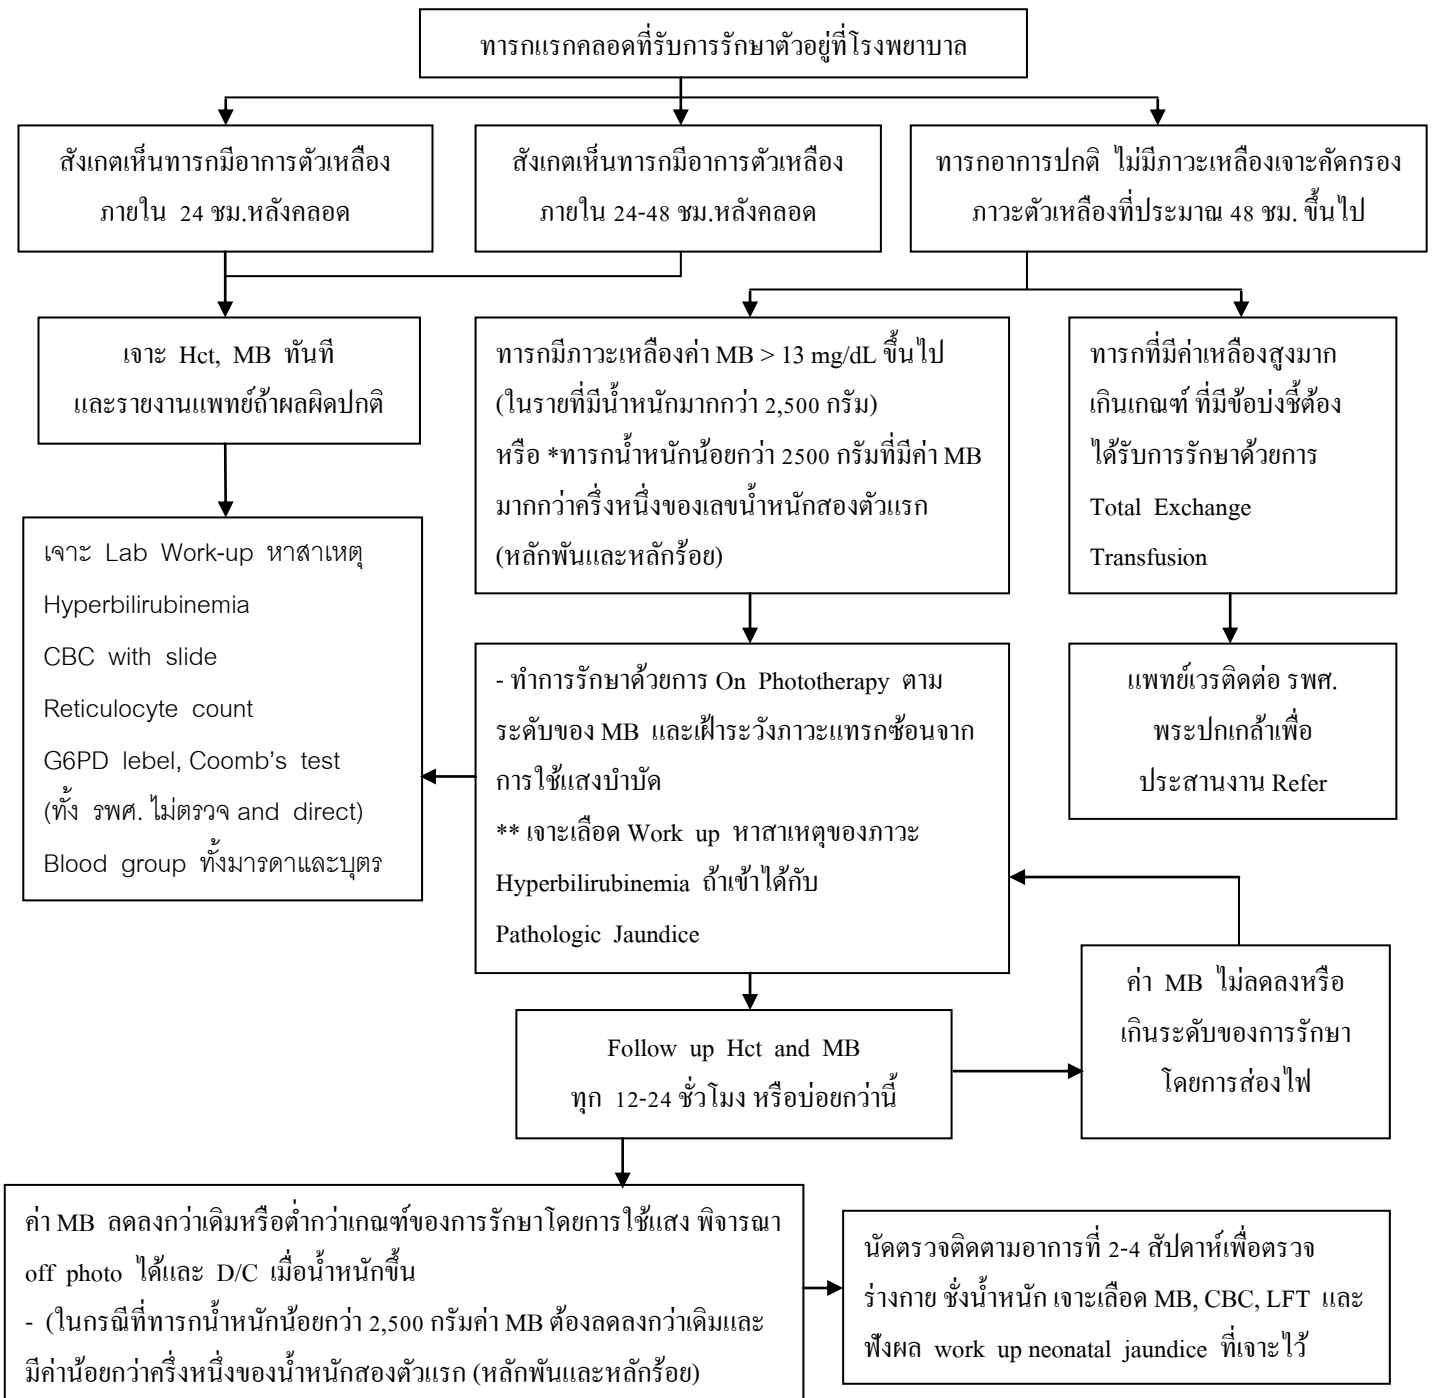 ทารกแรกคลอดที่รับการรักษาตัวอยู่ที่โรงพยาบาล
สังเกตเห็นทารกมีอาการตัวเหลือง
ภายใน 24 ชม.หลังคลอด
สังเกตเห็นทารกมีอาการตัวเหลือง
ภายใน 24-48 ชม.หลังคลอด
ทารกอาการปกติ ไม่มีภาวะเหลืองเจาะคัดกรอง
ภาวะตัวเหลืองที่ประมาณ 48 ชม. ขึ้นไป
เจาะ Hct, MB ทันที
และรายงานแพทย์ถ้าผลผิดปกติ
ทารกมีภาวะเหลืองค่า MB > 13 mg/dL ขึ้นไป
(ในรายที่มีน้ำหนักมากกว่า 2,500 กรัม)
หรือ *ทารกน้ำหนักน้อยกว่า 2500 กรัมที่มีค่า MB
มากกว่าครึ่งหนึ่งของเลขน้ำหนักสองตัวแรก
(หลักพันและหลักร้อย)
ทารกที่มีค่าเหลืองสูงมาก
เกินเกณฑ์ ที่มีข้อบ่งชี้ต้อง
ได้รับการรักษาด้วยการ
Total Exchange
Transfusion
เจาะ Lab Work-up หาสาเหตุ
Hyperbilirubinemia
CBC with slide
Reticulocyte count
G6PD lebel, Coomb's test
(ทั้ง รพศ. ไม่ตรวจ and direct)
Blood group ทั้งมารดาและบุตร
- ทำการรักษาด้วยการ On Phototherapy ตาม
ระดับของ MB และเฝ้าระวังภาวะแทรกซ้อนจาก
การใช้แสงบำบัด
** เจาะเลือด Work up หาสาเหตุของภาวะ
Hyperbilirubinemia ถ้าเข้าได้กับ
Pathologic Jaundice
แพทย์เวรติดต่อ รพศ.
พระปกเกล้าเพื่อ
ประสานงาน Refer
ค่า MB ไม่ลดลงหรือ
เกินระดับของการรักษา
โดยการส่องไฟ
Follow up Hct and MB
ทุก 12-24 ชั่วโมง หรือบ่อยกว่านี้
ค่า MB ลดลงกว่าเดิมหรือต่ำกว่าเกณฑ์ของการรักษาโดยการใช้แสง พิจารณา
off photo ได้และ D/C เมื่อน้ำหนักขึ้น
- (ในกรณีที่ทารกน้ำหนักน้อยกว่า 2,500 กรัมค่า MB ต้องลดลงกว่าเดิมและ
มีค่าน้อยกว่าครึ่งหนึ่งของน้ำหนักสองตัวแรก (หลักพันและหลักร้อย)
นัดตรวจติดตามอาการที่ 2-4 สัปดาห์เพื่อตรวจ
ร่างกาย ชั่งน้ำหนัก เจาะเลือด MB, CBC, LFT และ
ฟังผล work up neonatal jaundice ที่เจาะไว้